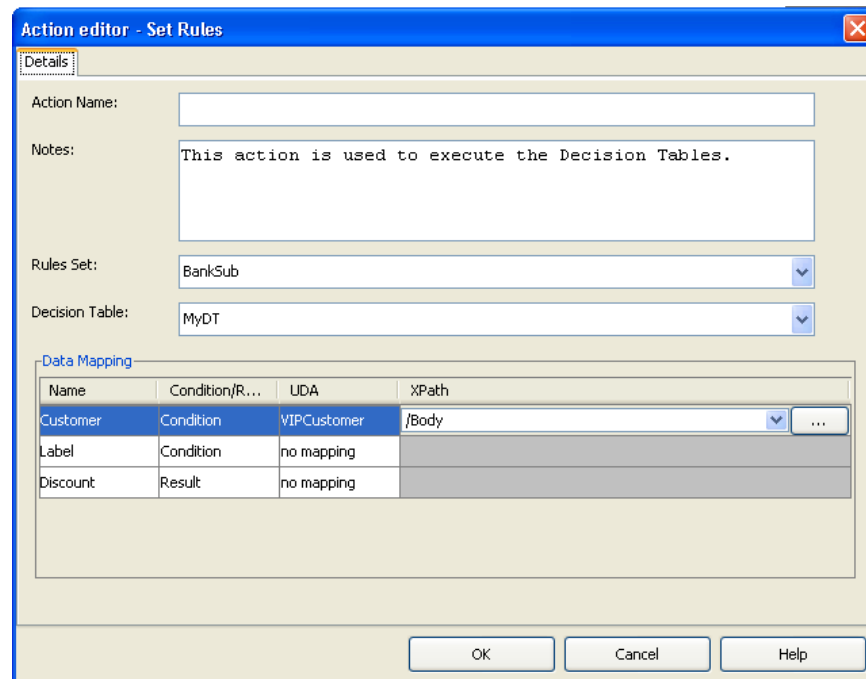 Action editor - Set Rules
Details
Action Name:
Notes:
This action is used to execute the Decision Tables.
Rules Set:
BankSub
Decision Table:
MyDT
Data Mapping
Name Condition/R... UDA XPath
Customer Condition VIPCustomer /Body ...
Label Condition no mapping
Discount Result no mapping
OK Cancel Help